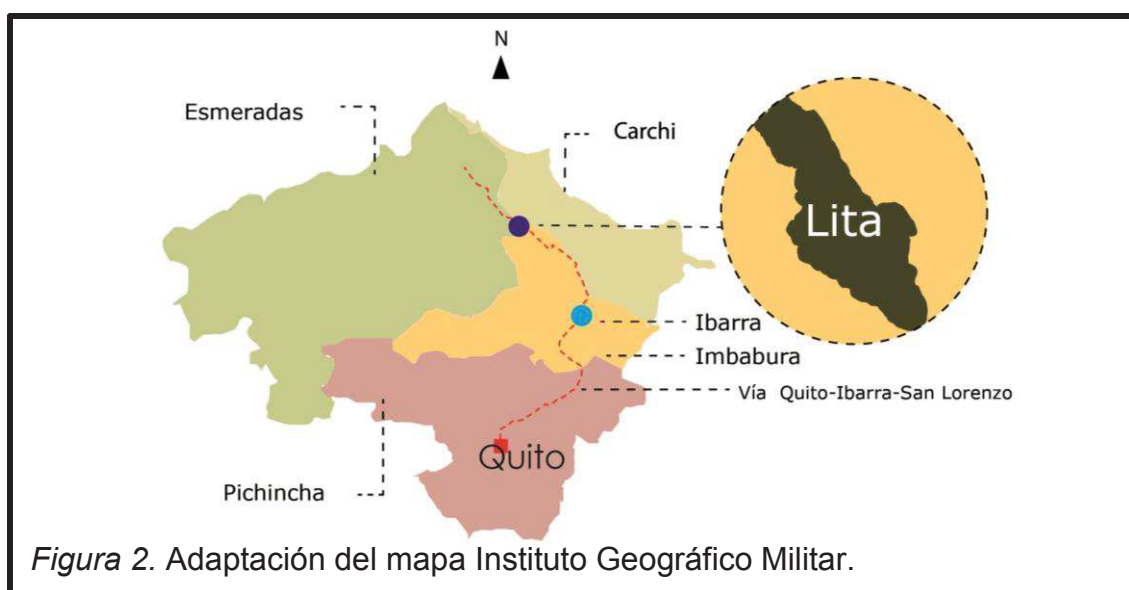 N
Esmeradas
Carchi
Lita
Ibarra
Imbabura
Vía Quito-Ibarra-San Lorenzo
Quito
Pichincha
Figura 2. Adaptación del mapa Instituto Geográfico Militar.